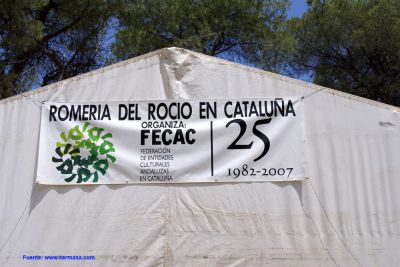 ROMERIA DEL ROCIO EN CATALUÑA
ORGANIZA:
FECAC
FEDERACIÓN
DE ENTIDADES
CULTURALES
ANDALUZAS
EN CATALUÑA
25
1982-2007
Fuente: www.cermasa.com